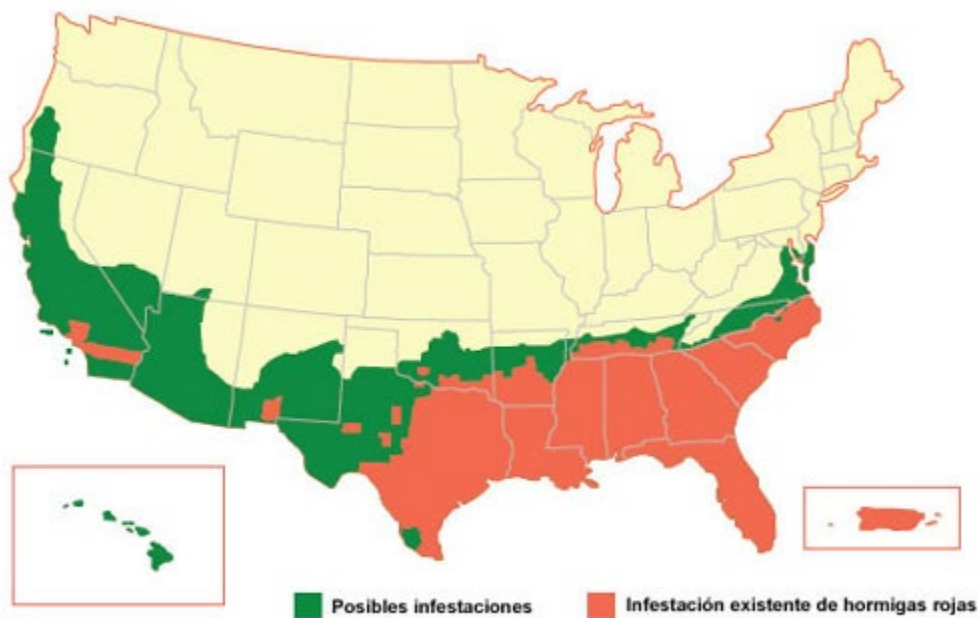 Posibles infestaciones
Infestación existente de hormigas rojas